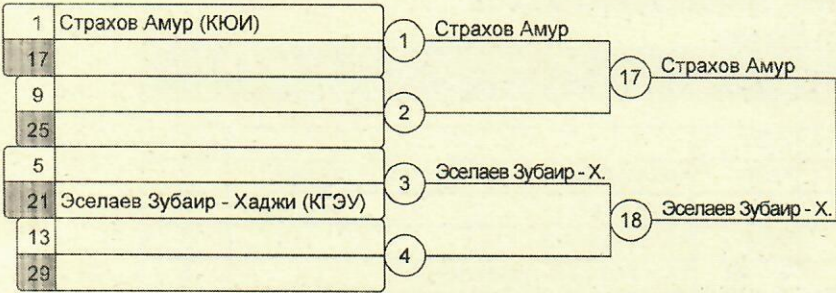 1 Страхов Амур (КЮИ)
17
1 Страхов Амур
9
25
2
17 Страхов Амур
5
21 Эселаев Зубаир - Хаджи (КГЭУ)
3 Эселаев Зубаир - Х.
13
29
4
18 Эселаев Зубаир - Х.